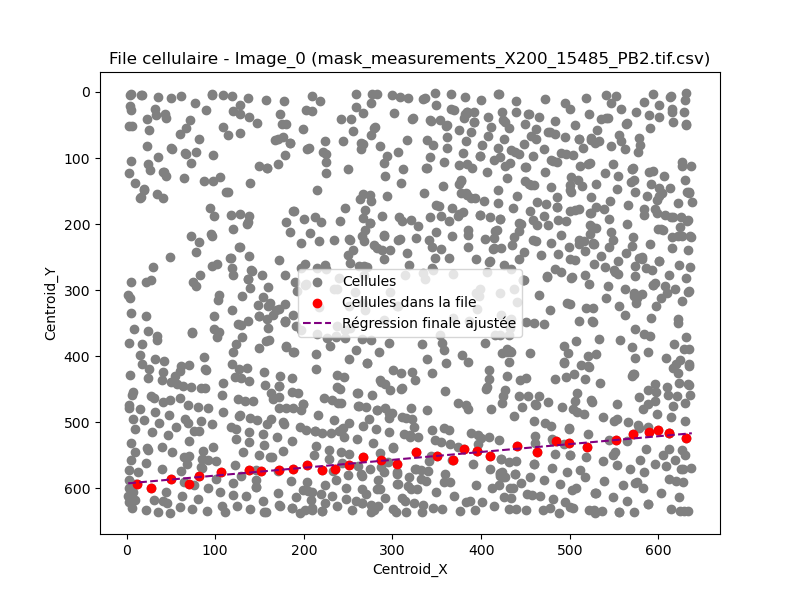 File cellulaire - Image_0 (mask_measurements_X200_15485_PB2.tif.csv)
Centroid_Y
0
100
200
300
400
500
600
Cellules
Cellules dans la file
Régression finale ajustée
0 100 200 300 400 500 600
Centroid_X